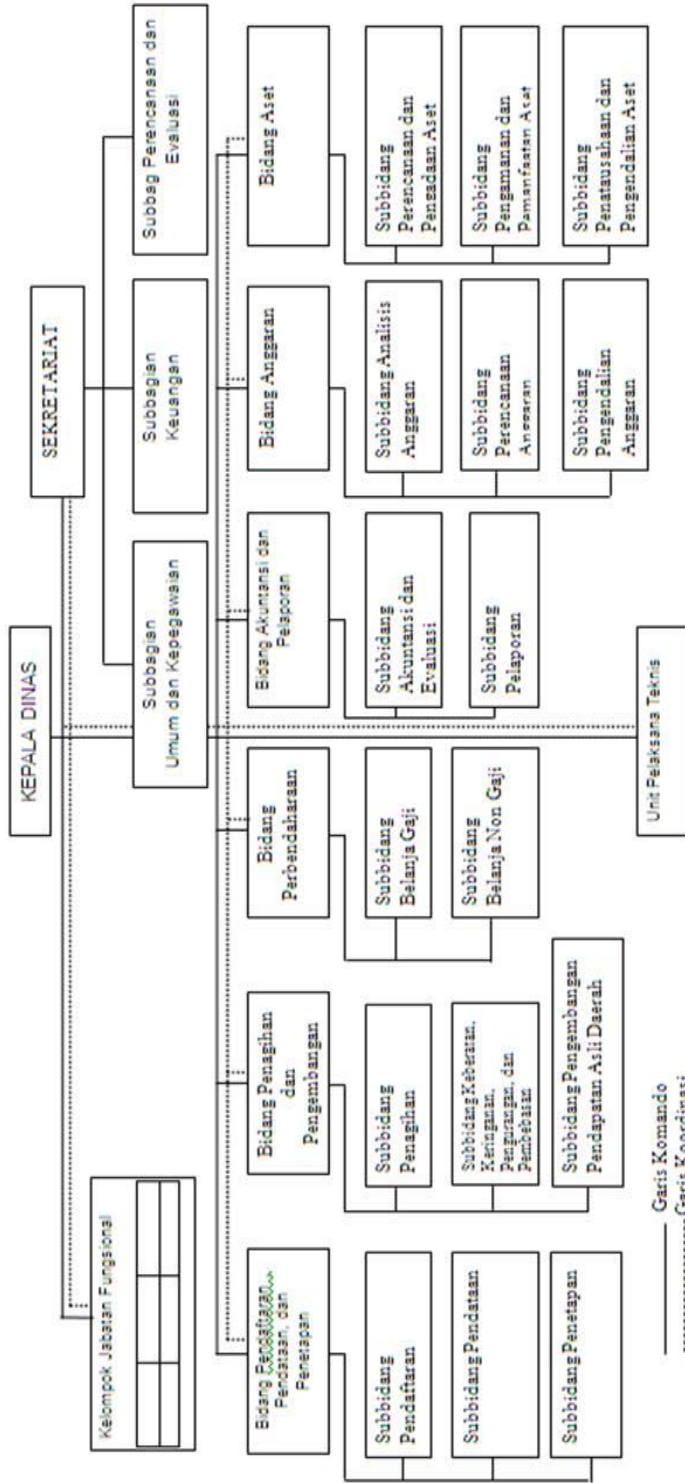 KEPALA DINAS
Kelompok Jabatan Fungsional
SEKRETARIAT
Subbagian
Umum dan Kepegawaian
Subbagian
Keuangan
Subbag Perencanaan dan
Evaluasi
Bidang Pendaftaran,
Pendataan, dan
Penetapan
Bidang Penagihan
dan
Pengembangan
Bidang
Perbendaharaan
Bidang Akuntansi dan
Pelaporan
Bidang Anggaran
Bidang Aset
Subbidang
Pendaftaran
Subbidang Pendataan
Subbidang Penetapan
Subbidang
Penagihan
Subbidang Keberatan,
Keringanan,
Pengurangan, dan
Pembebasan
Subbidang Pengembangan
Pendapatan Asli Daerah
Subbidang
Belanja Gaji
Subbidang
Belanja Non Gaji
Subbidang
Akuntansi dan
Evaluasi
Subbidang
Pelaporan
Subbidang Analisis
Anggaran
Subbidang
Perencanaan
Anggaran
Subbidang
Pengendalian
Anggaran
Subbidang
Perencanaan dan
Pengadaan Aset
Subbidang
Pengamanan dan
Pemanfaatan Aset
Subbidang
Penatausahaan dan
Pengendalian Aset
Unit Pelaksana Teknis
Garis Komando
Garis Koordinasi